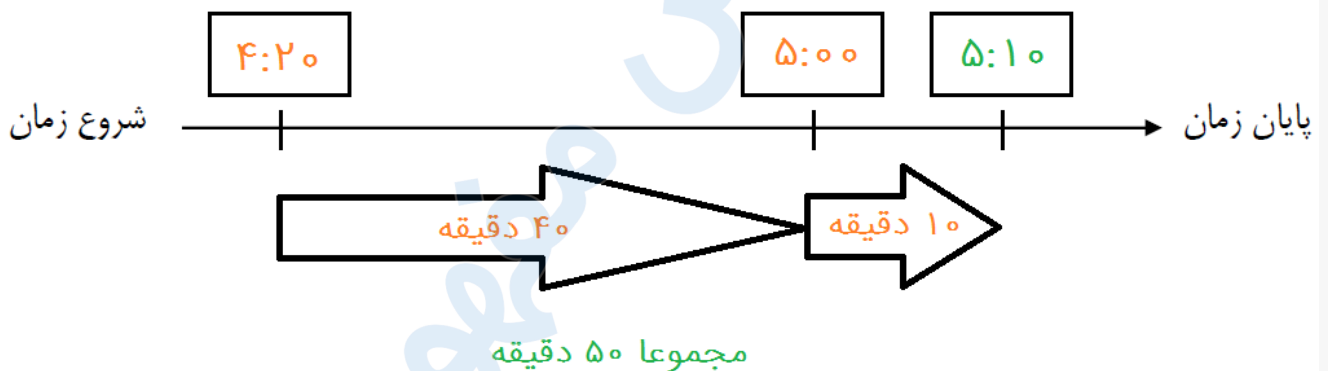 ۴:۲۰
۵:۰۰
۵:۱۰
شروع زمان
پایان زمان
۴۰ دقیقه
۱۰ دقیقه
مجموعا ۵۰ دقیقه